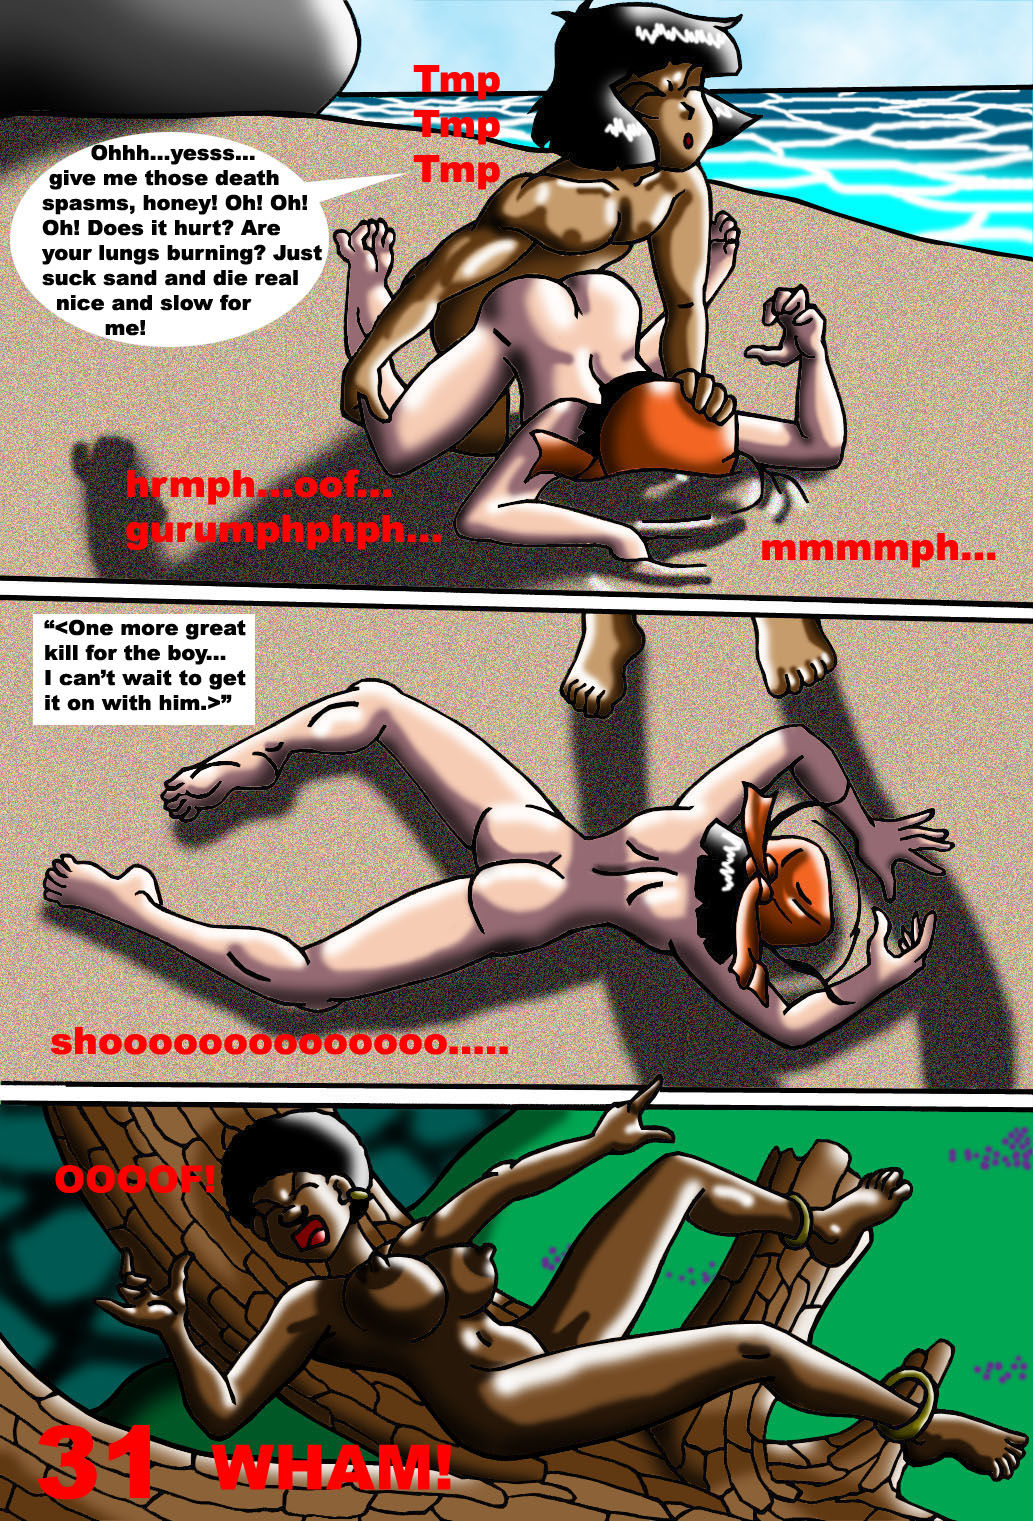 Tmp
Tmp
Tmp
Ohhh...yesss...
give me those death
spasms, honey! Oh! Oh!
Oh! Does it hurt? Are
your lungs burning? Just
suck sand and die real
nice and slow for
me!
hrmph...oof...
gurumphphph...
mmmmph...
“<One more great
kill for the boy...
I can’t wait to get
it on with him.>”
shooooooooooooooo.....
OOOOF!
31
WHAM!